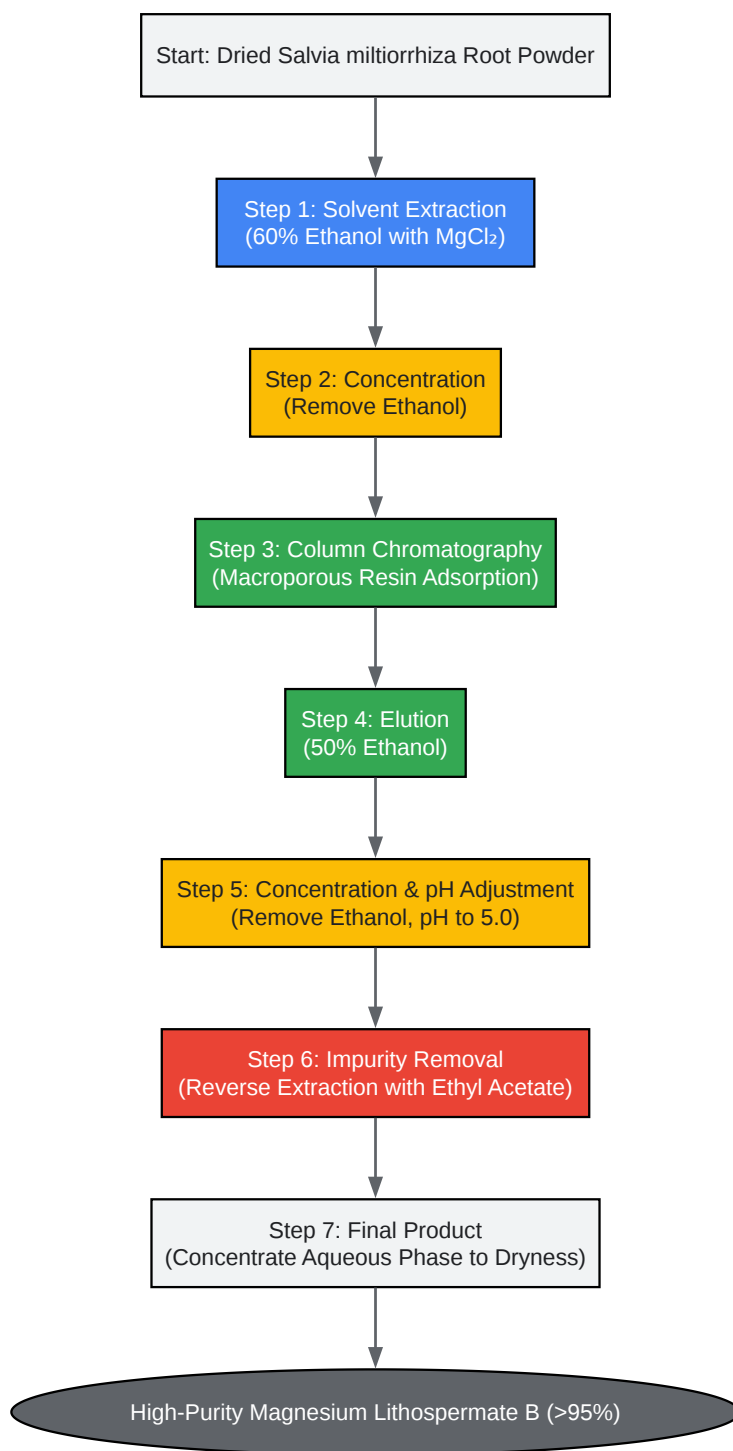 Start: Dried Salvia miltiorrhiza Root Powder
Step 1: Solvent Extraction
(60% Ethanol with MgCl₂)
Step 2: Concentration
(Remove Ethanol)
Step 3: Column Chromatography
(Macroporous Resin Adsorption)
Step 4: Elution
(50% Ethanol)
Step 5: Concentration & pH Adjustment
(Remove Ethanol, pH to 5.0)
Step 6: Impurity Removal
(Reverse Extraction with Ethyl Acetate)
Step 7: Final Product
(Concentrate Aqueous Phase to Dryness)
High-Purity Magnesium Lithospermate B (>95%)